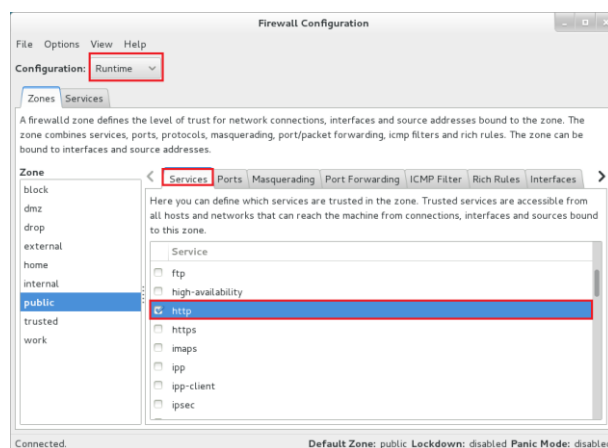 Firewall Configuration
File Options View Help
Configuration: Runtime
Zones Services
A firewalld zone defines the level of trust for network connections, interfaces and source addresses bound to the zone. The
zone combines services, ports, protocols, masquerading, port/packet forwarding, icmp filters and rich rules. The zone can be
bound to interfaces and source addresses.
Zone
block
dmz
drop
external
home
internal
public
trusted
work
Services Ports Masquerading Port Forwarding ICMP Filter Rich Rules Interfaces
Here you can define which services are trusted in the zone. Trusted services are accessible from
all hosts and networks that can reach the machine from connections, interfaces and sources bound
to this zone.
Service
ftp
high-availability
http
https
imaps
ipp
ipp-client
ipsec
Connected.
Default Zone: public Lockdown: disabled Panic Mode: disabled